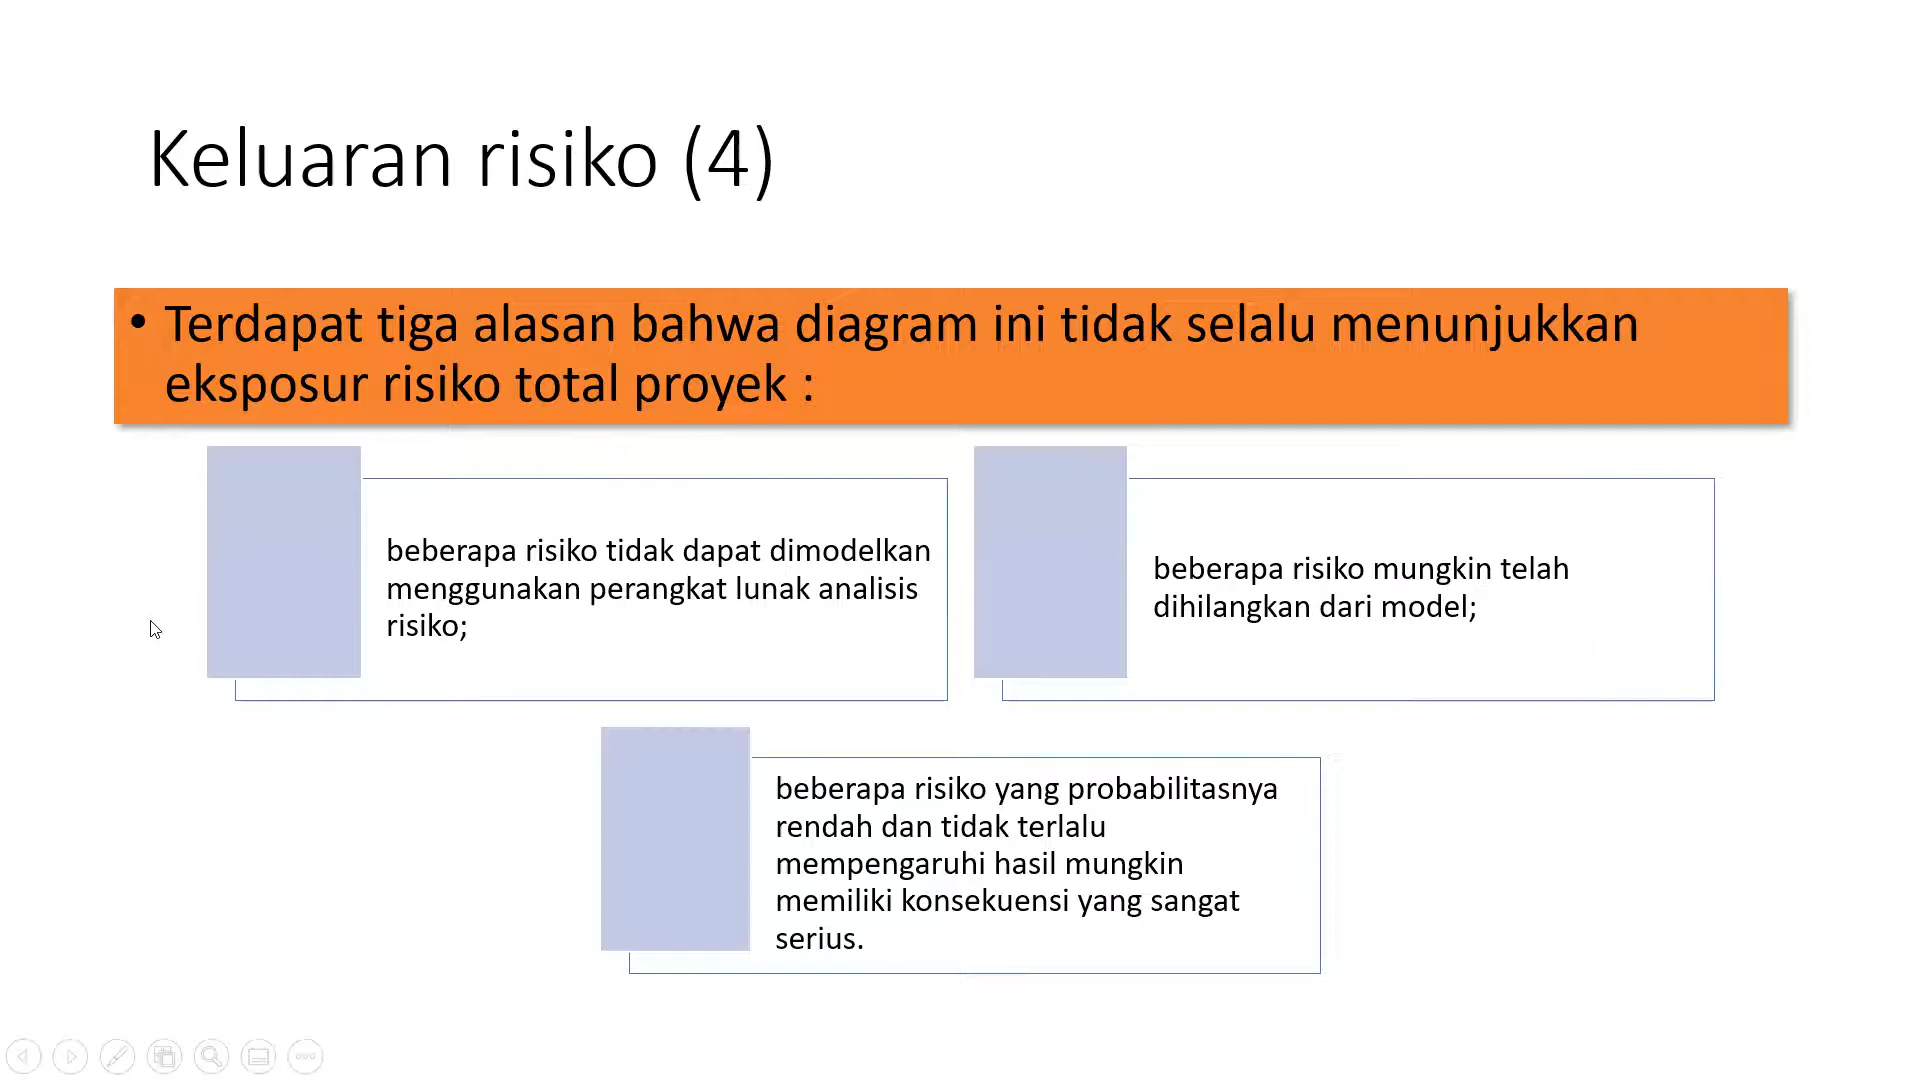 Keluaran risiko (4)
• Terdapat tiga alasan bahwa diagram ini tidak selalu menunjukkan
eksposur risiko total proyek :
beberapa risiko tidak dapat dimodelkan
menggunakan perangkat lunak analisis
risiko;
beberapa risiko mungkin telah
dihilangkan dari model;
beberapa risiko yang probabilitasnya
rendah dan tidak terlalu
mempengaruhi hasil mungkin
memiliki konsekuensi yang sangat
serius.